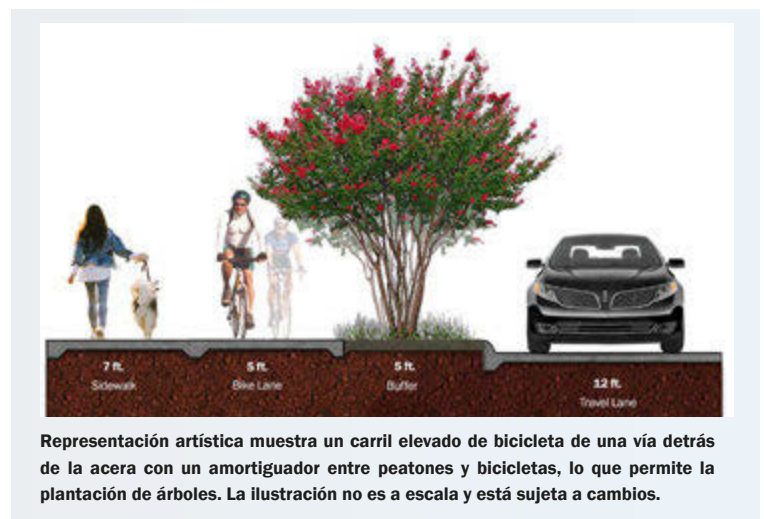 7 ft.
Sidewalk
5 ft.
Bike Lane
5 ft.
Buffer
12 ft.
Travel Lane
Representación artística muestra un carril elevado de bicicleta de una vía detrás
de la acera con un amortiguador entre peatones y bicicletas, lo que permite la
plantación de árboles. La ilustración no es a escala y está sujeta a cambios.